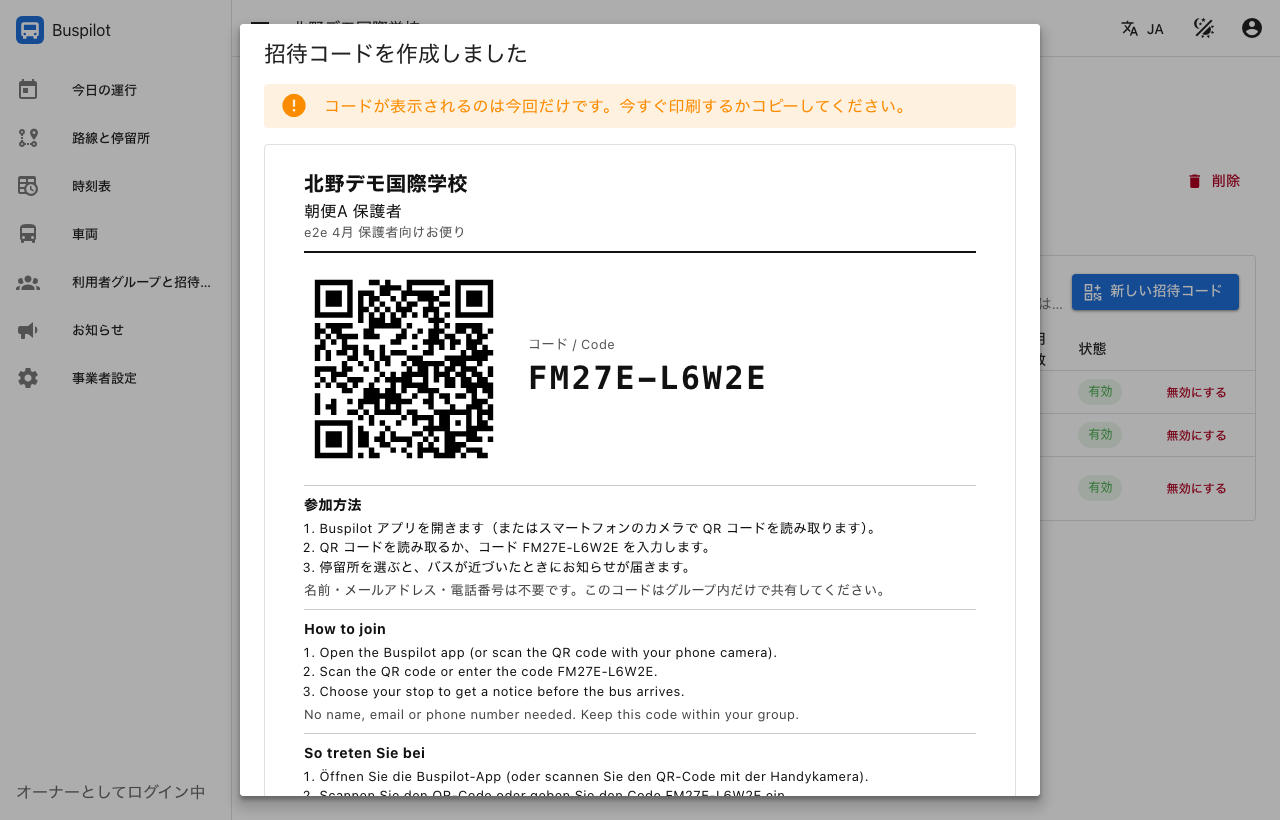 Buspilot
JA
今日の運行
路線と停留所
時刻表
車両
利用者グループと招待...
お知らせ
事業者設定
オーナーとしてログイン中
招待コードを作成しました
コードが表示されるのは今回だけです。今すぐ印刷するかコピーしてください。
北野デモ国際学校
朝便A 保護者
e2e 4月 保護者向けお便り
コード / Code
FM27E–L6W2E
参加方法
1. Buspilot アプリを開きます（またはスマートフォンのカメラで QR コードを読み取ります）。
2. QR コードを読み取るか、コード FM27E-L6W2E を入力します。
3. 停留所を選ぶと、バスが近づいたときにお知らせが届きます。
名前・メールアドレス・電話番号は不要です。このコードはグループ内だけで共有してください。
How to join
1. Open the Buspilot app (or scan the QR code with your phone camera).
2. Scan the QR code or enter the code FM27E-L6W2E.
3. Choose your stop to get a notice before the bus arrives.
No name, email or phone number needed. Keep this code within your group.
So treten Sie bei
1. Öffnen Sie die Buspilot-App (oder scannen Sie den QR-Code mit der Handykamera).
2. Scannen Sie den QR-Code oder geben Sie den Code FM27E-L6W2E ein.
削除
は...
新しい招待コード
状態
有効
無効にする
有効
無効にする
有効
無効にする